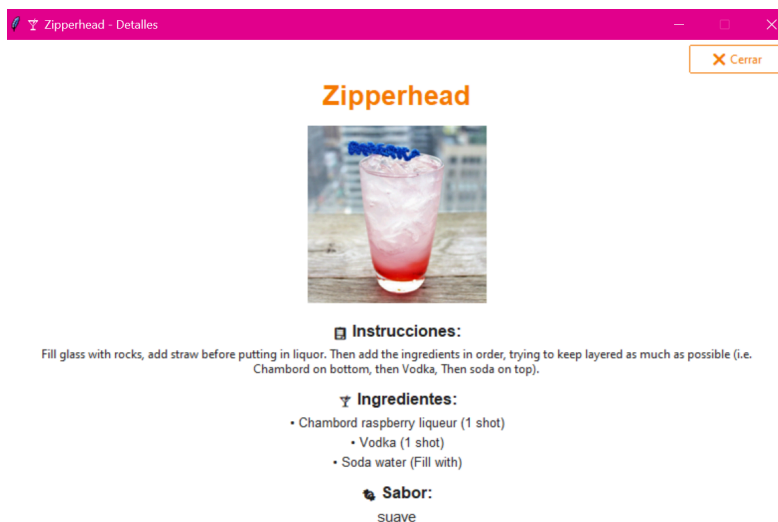 Zipperhead - Detalles
Cerrar
Zipperhead
Instrucciones:
Fill glass with rocks, add straw before putting in liquor. Then add the ingredients in order, trying to keep layered as much as possible (i.e.
Chambord on bottom, then Vodka, Then soda on top).
Ingredientes:
• Chambord raspberry liqueur (1 shot)
• Vodka (1 shot)
• Soda water (Fill with)
Sabor:
suave